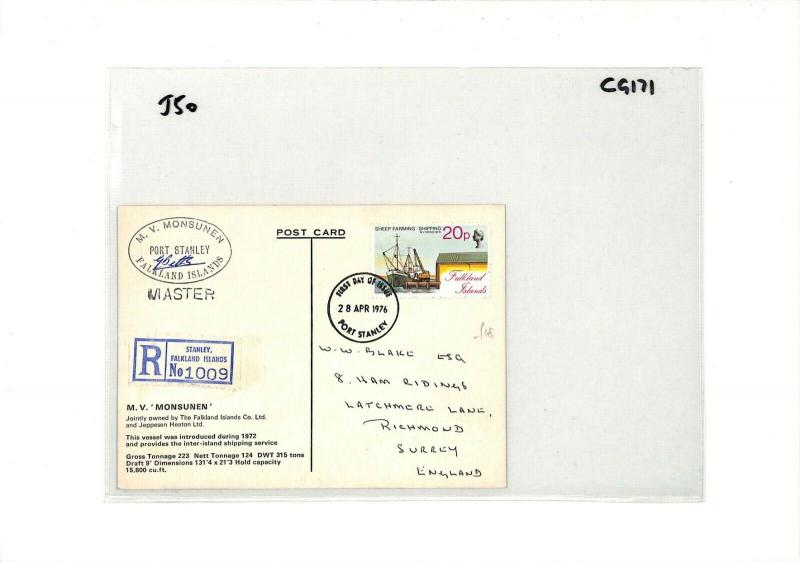 J50
CG171
M. V. MONSUNEN
PORT STANLEY
FALKLAND ISLANDS
MASTER
POST CARD
SHEEP FARMING SHIPPING
20p
Falkland
Islands
FIRST DAY OF ISSUE
28 APR 1976
PORT STANLEY
R
STANLEY,
FALKLAND ISLANDS
No 1009
W. W. BLAKE ESQ
8, HAM RIDINGS
LATCHMERE LANE,
RICHMOND
SURREY
ENGLAND
M. V. 'MONSUNEN'
Jointly owned by The Falkland Islands Co. Ltd.
and Jeppesen Heaton Ltd.
This vessel was introduced during 1972
and provides the inter-island shipping service
Gross Tonnage 223 Nett Tonnage 124 DWT 315 tons
Draft 9' Dimensions 131'4 x 21'3 Hold capacity
15,800 cu.ft.